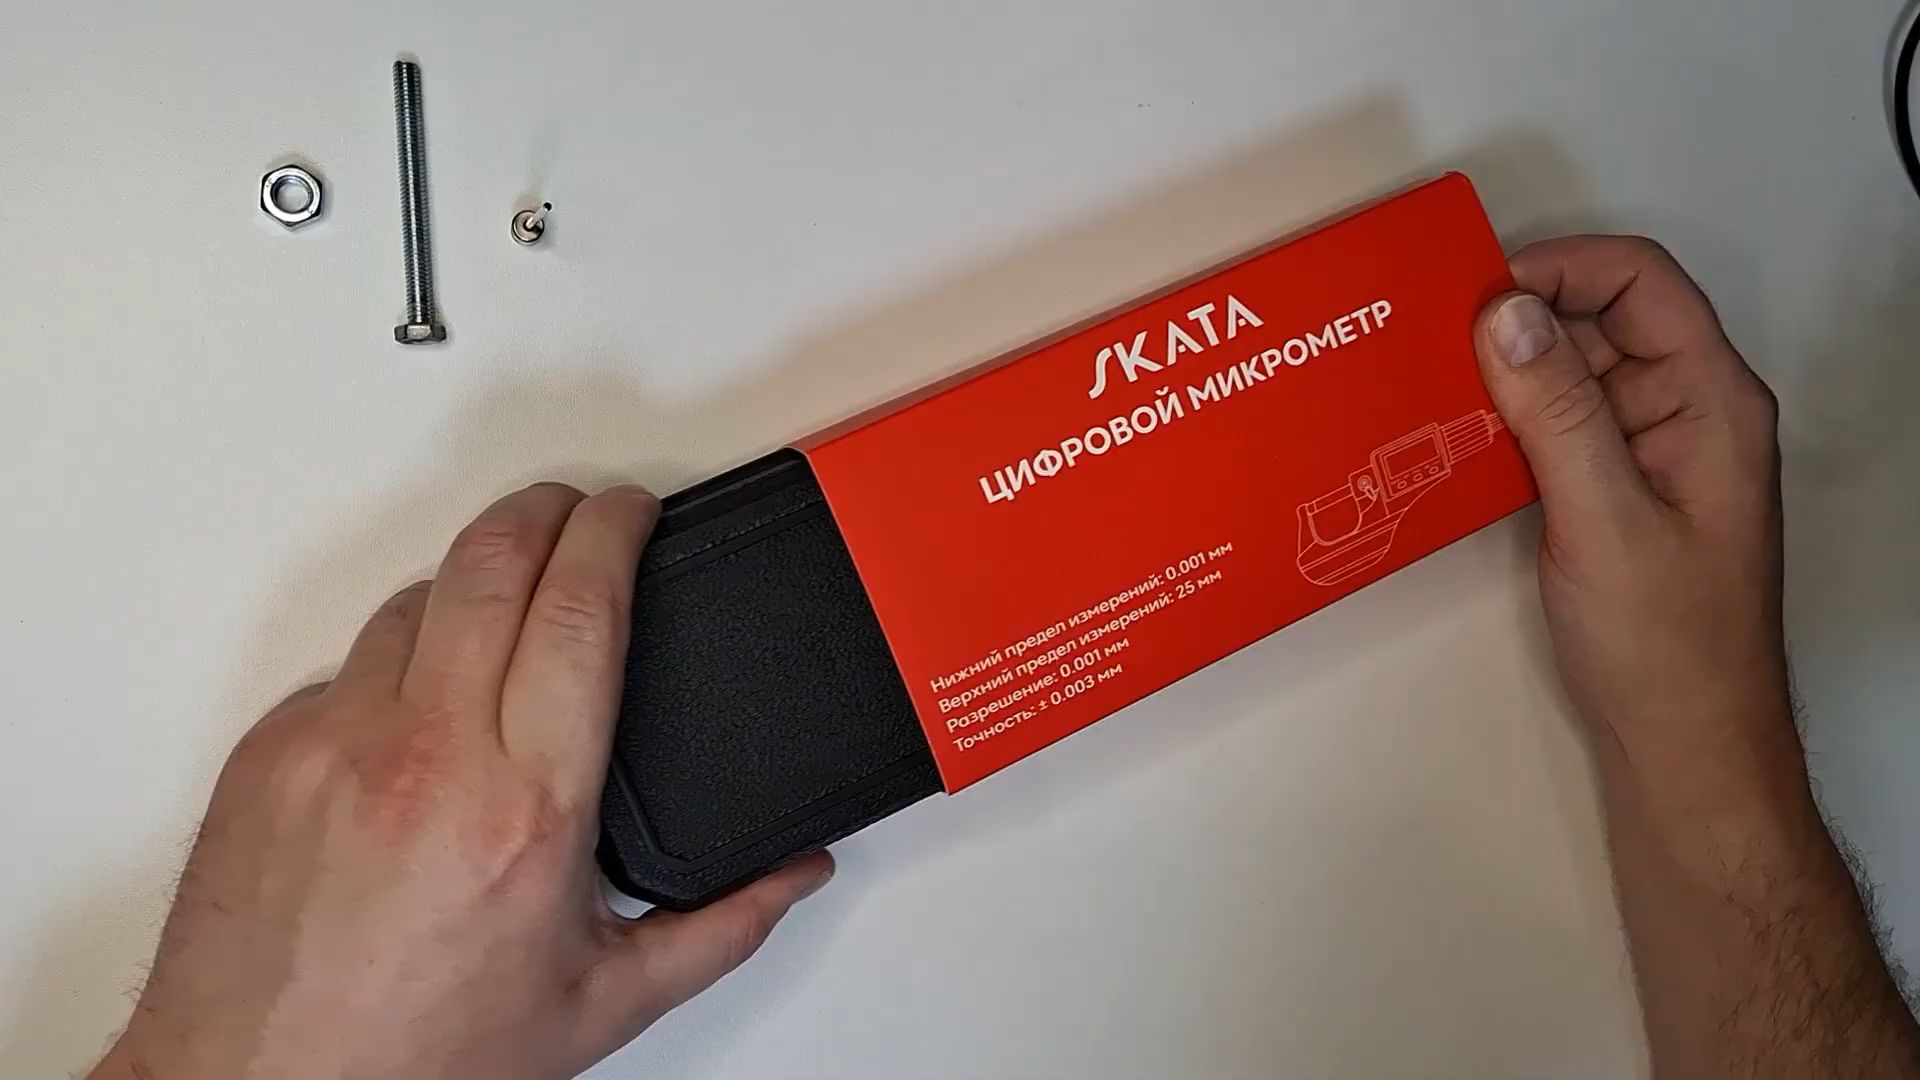 SKATA
ЦИФРОВОЙ МИКРОМЕТР
Нижний предел измерений: 0.001 мм
Верхний предел измерений: 25 мм
Разрешение: 0.001 мм
Точность: ± 0.003 мм